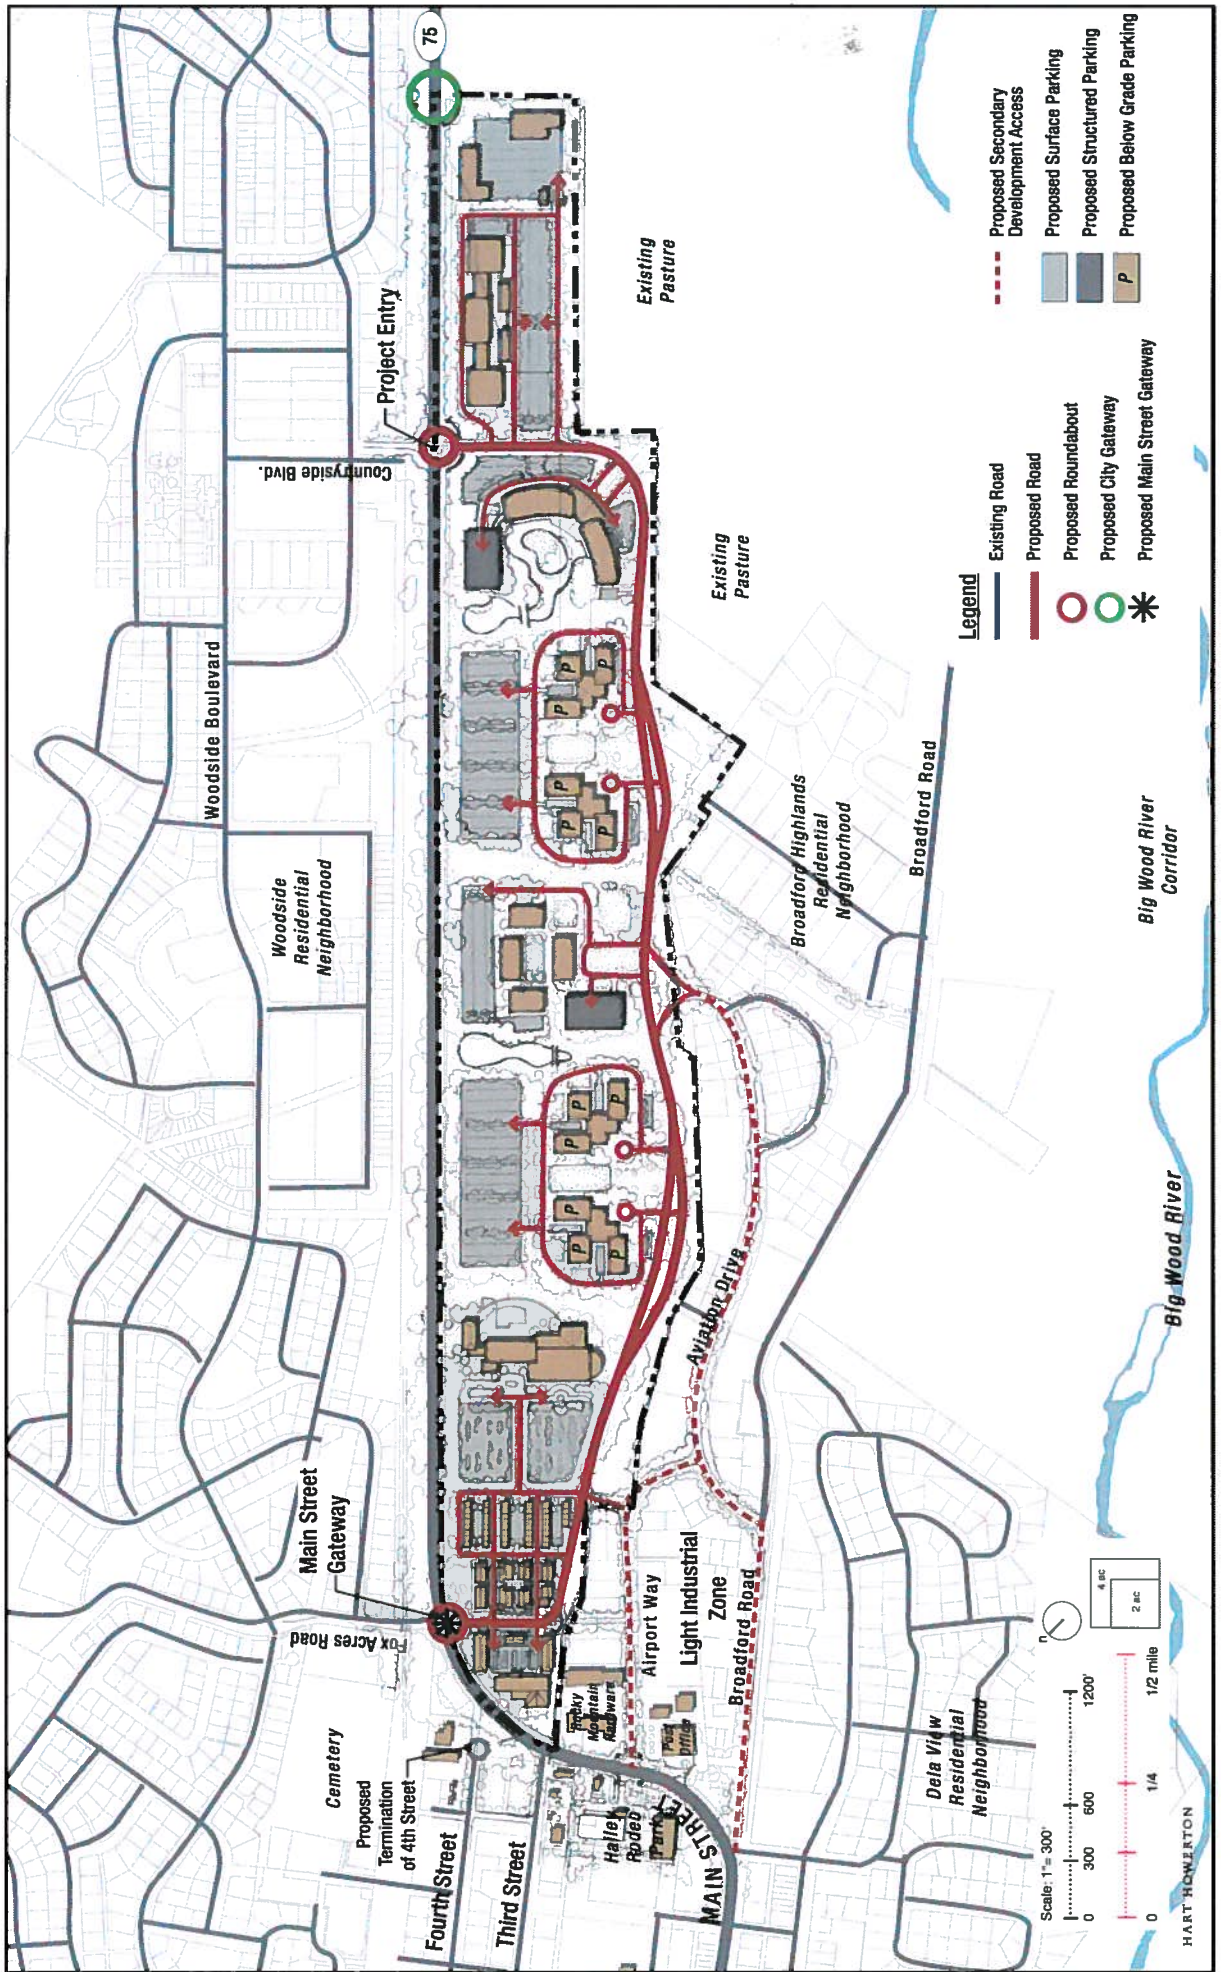 75
Project Entry
Countryside Blvd.
Woodside Boulevard
Woodside
Residential
Neighborhood
Existing
Pasture
Existing
Pasture
Main Street
Gateway
Fox Acres Road
Cemetery
Proposed
Termination
of 4th Street
Fourth Street
Third Street
MAIN STREET
Hailey
Rodeo
Park
Rocky
Mountain
Hardware
Post
Office
Airport Way
Light Industrial
Zone
Broadford Road
Aviation Drive
Dela View
Residential
Neighborhood
Broadford Highlands
Residential
Neighborhood
Broadford Road
Big Wood River
Corridor
Big Wood River
P
P
P
P
P
P
P
P
P
P
P
P
Legend
Existing Road
Proposed Road
Proposed Roundabout
Proposed City Gateway
Proposed Main Street Gateway
Proposed Secondary
Development Access
Proposed Surface Parking
Proposed Structured Parking
P
Proposed Below Grade Parking
n
4 ac
2 ac
Scale: 1"= 300'
0 300 600 1200'
0 1/4 1/2 mile
HART HOWERTON